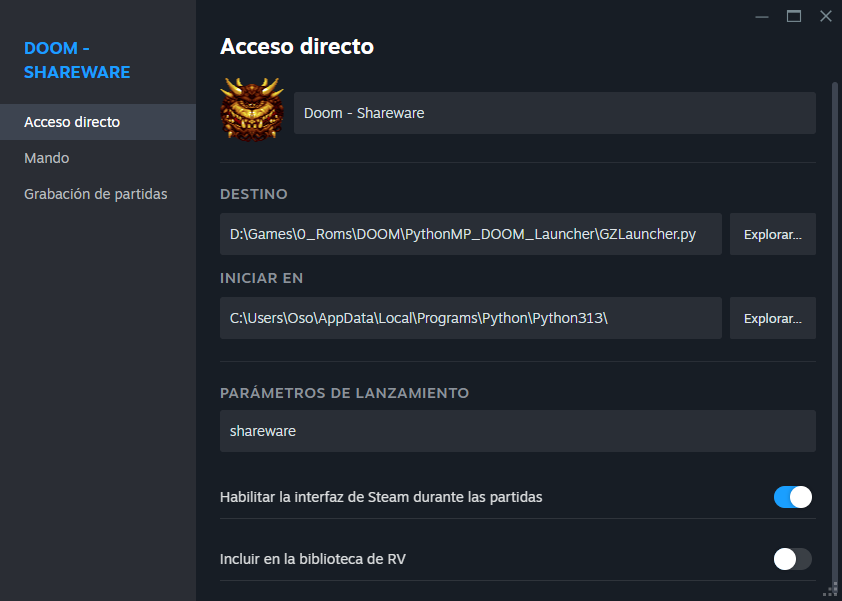 DOOM -
SHAREWARE
Acceso directo
Mando
Grabación de partidas
Acceso directo
Doom - Shareware
DESTINO
D:\Games\0_Roms\DOOM\PythonMP_DOOM_Launcher\GZLauncher.py
Explorar...
INICIAR EN
C:\Users\Oso\AppData\Local\Programs\Python\Python313\
Explorar...
PARÁMETROS DE LANZAMIENTO
shareware
Habilitar la interfaz de Steam durante las partidas
Incluir en la biblioteca de RV